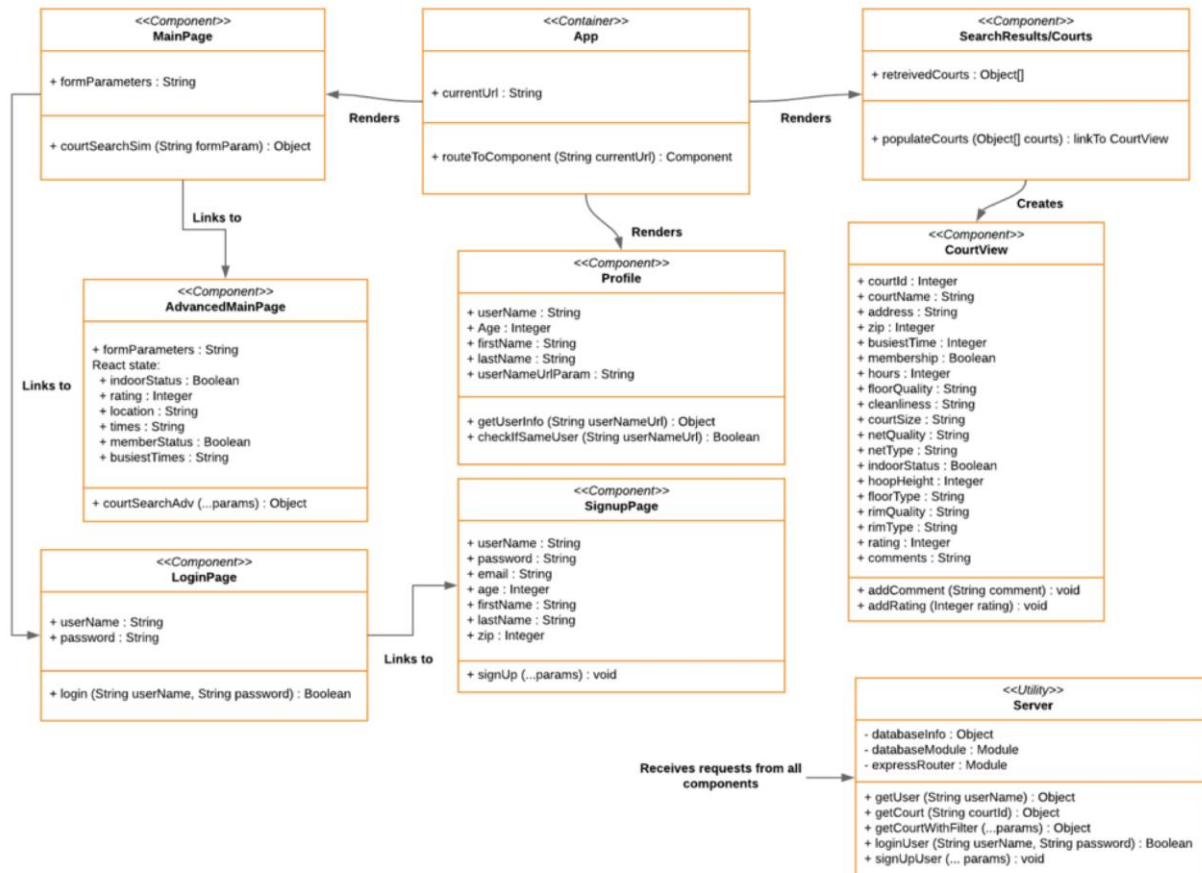 <<Component>>
MainPage
+ formParameters : String
+ courtSearchSim (String formParam) : Object
<<Container>>
App
+ currentUrl : String
+ routeToComponent (String currentUrl) : Component
<<Component>>
SearchResults/Courts
+ retreivedCourts : Object[]
+ populateCourts (Object[] courts) : linkTo CourtView
Renders
Renders
Links to
Renders
Creates
<<Component>>
AdvancedMainPage
+ formParameters : String
React state:
+ indoorStatus : Boolean
+ rating : Integer
+ location : String
+ times : String
+ memberStatus : Boolean
+ busiestTimes : String
+ courtSearchAdv (...params) : Object
<<Component>>
Profile
+ userName : String
+ Age : Integer
+ firstName : String
+ lastName : String
+ userNameUrlParam : String
+ getUserInfo (String userNameUrl) : Object
+ checkIfSameUser (String userNameUrl) : Boolean
<<Component>>
CourtView
+ courtId : Integer
+ courtName : String
+ address : String
+ zip : Integer
+ busiestTime : Integer
+ membership : Boolean
+ hours : Integer
+ floorQuality : String
+ cleanliness : String
+ courtSize : String
+ netQuality : String
+ netType : String
+ indoorStatus : Boolean
+ hoopHeight : Integer
+ floorType : String
+ rimQuality : String
+ rimType : String
+ rating : Integer
+ comments : String
+ addComment (String comment) : void
+ addRating (Integer rating) : void
Links to
<<Component>>
LoginPage
+ userName : String
+ password : String
+ login (String userName, String password) : Boolean
Links to
<<Component>>
SignupPage
+ userName : String
+ password : String
+ email : String
+ age : Integer
+ firstName : String
+ lastName : String
+ zip : Integer
+ signUp (...params) : void
Receives requests from all
components
<<Utility>>
Server
- databaseInfo : Object
- databaseModule : Module
- expressRouter : Module
+ getUser (String userName) : Object
+ getCourt (String courtId) : Object
+ getCourtWithFilter (...params) : Object
+ loginUser (String userName, String password) : Boolean
+ signUpUser (... params) : void